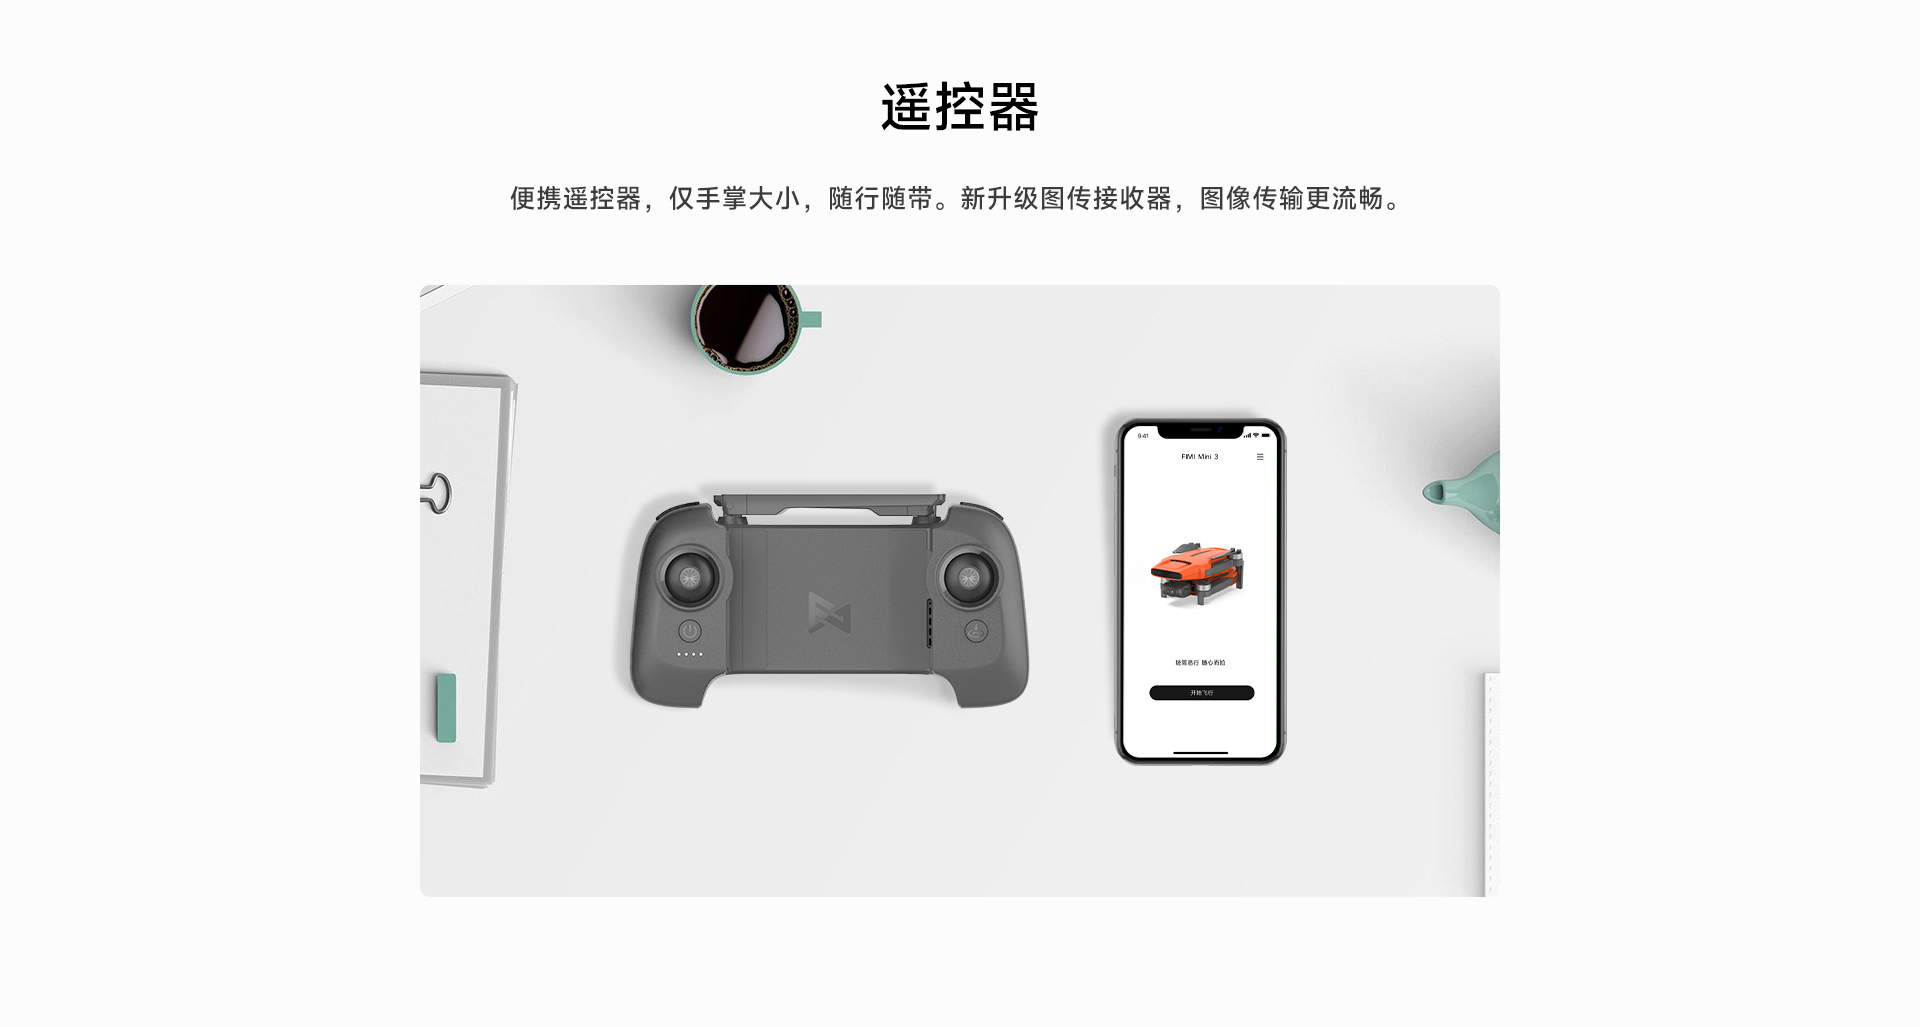 遥控器
便携遥控器，仅手掌大小，随行随带。新升级图传接收器，图像传输更流畅。
9:41
FIMI Mini 3
轻简易行 随心而拍
开始飞行